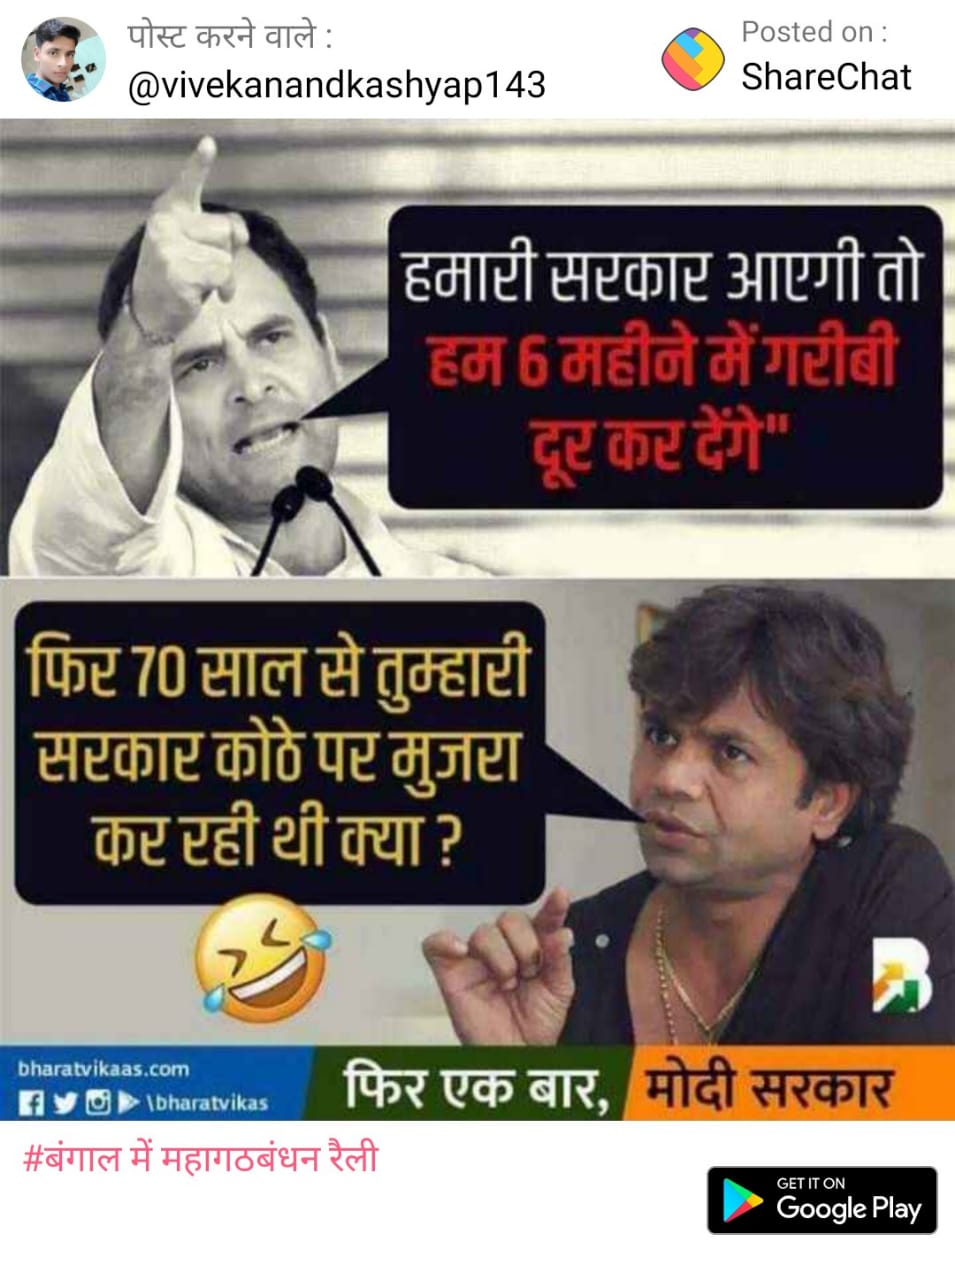 पोस्ट करने वाले :
@vivekanandkashyap143
Posted on :
ShareChat
हमारी सरकार आएगी तो
हम 6 महीने में गरीबी
दूर कर देंगे"
फिर 70 साल से तुम्हारी
सरकार कोठे पर मुजरा
कर रही थी क्या ?
bharatvikaas.com
\bharatvikas
फिर एक बार, मोदी सरकार
#बंगाल में महागठबंधन रैली
GET IT ON
Google Play